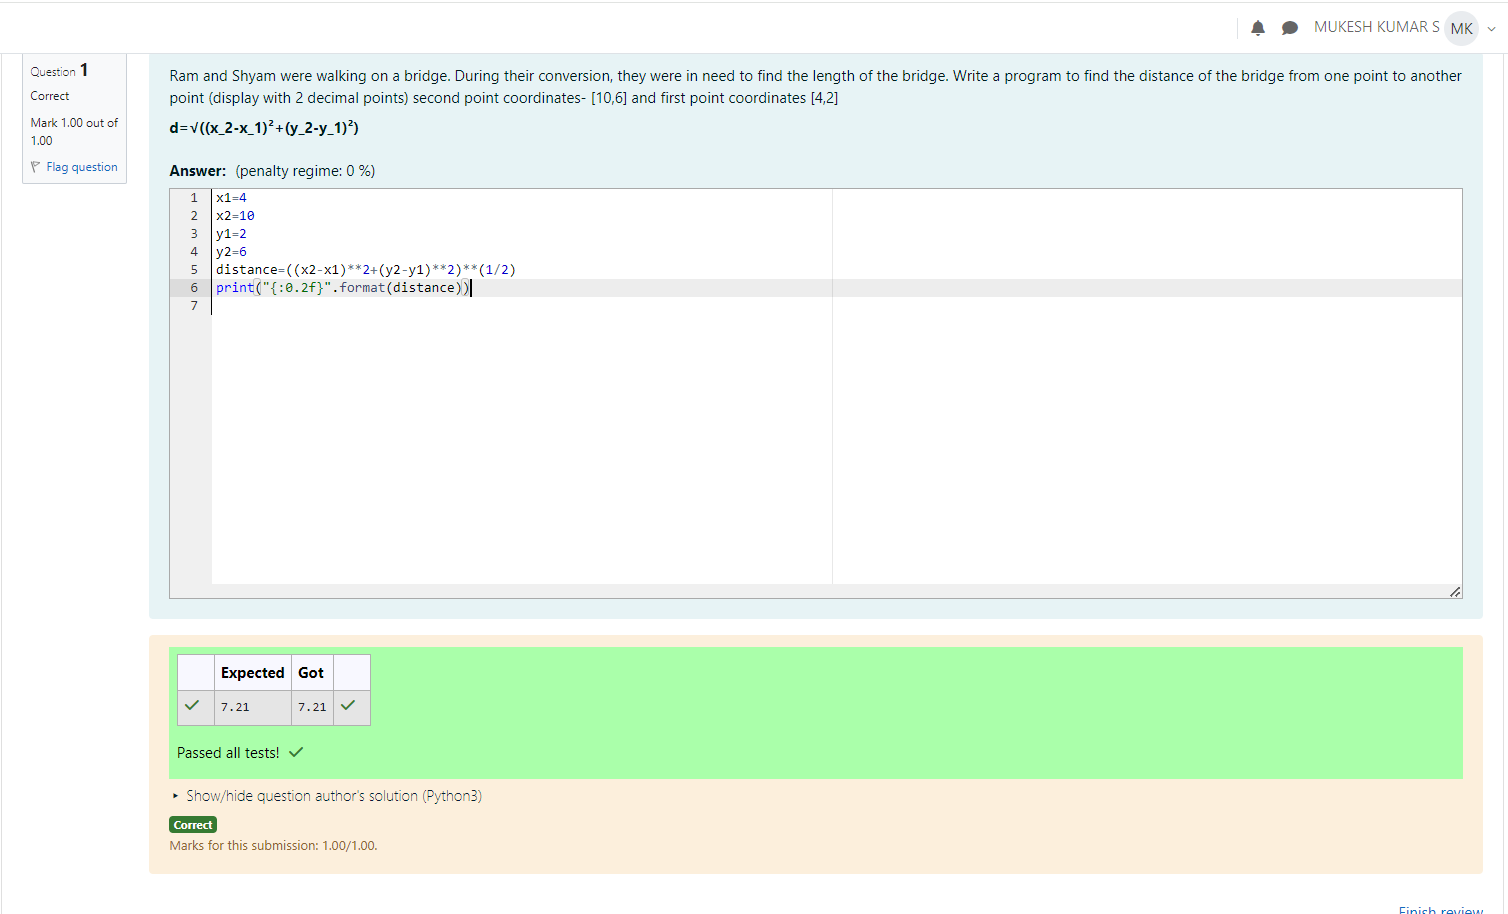 MUKESH KUMAR S MK
Question 1
Correct
Mark 1.00 out of
1.00
Flag question
Ram and Shyam were walking on a bridge. During their conversion, they were in need to find the length of the bridge. Write a program to find the distance of the bridge from one point to another
point (display with 2 decimal points) second point coordinates- [10,6] and first point coordinates [4,2]
d=√((x_2-x_1)²+(y_2-y_1)²)
Answer: (penalty regime: 0 %)
1 x1=4
2 x2=10
3 y1=2
4 y2=6
5 distance=((x2-x1)**2+(y2-y1)**2)**(1/2)
6 print("{:0.2f}".format(distance))
7
Expected Got
7.21 7.21
Passed all tests!
Show/hide question author's solution (Python3)
Correct
Marks for this submission: 1.00/1.00.
Finish review